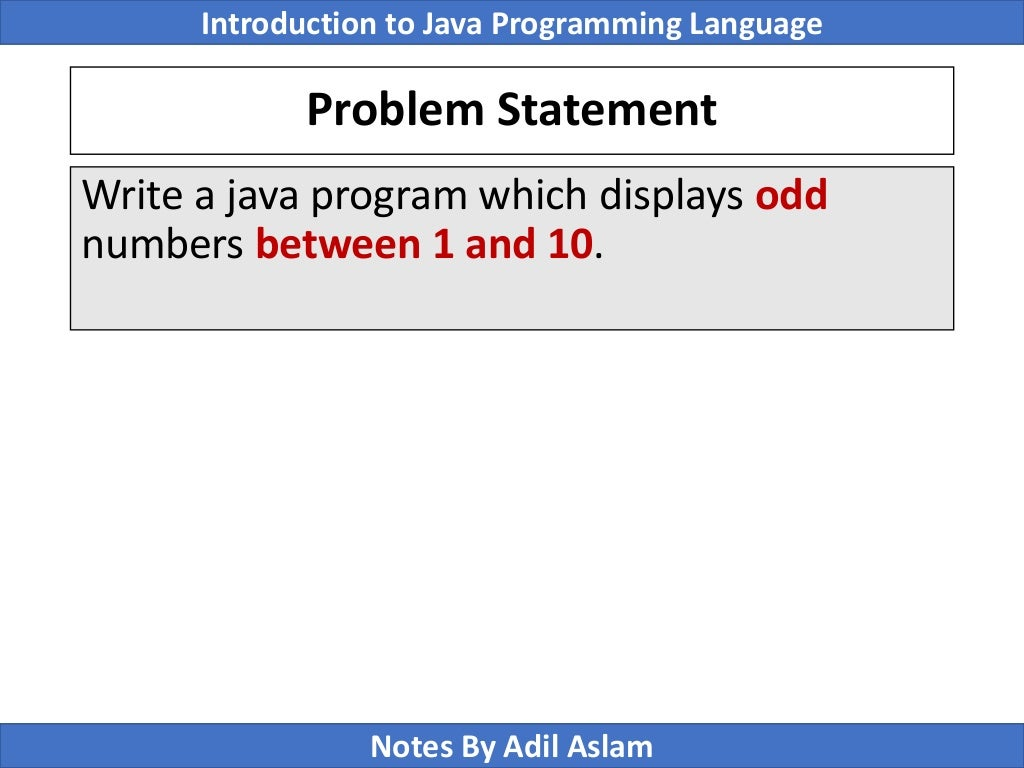 Introduction to Java Programming Language
Problem Statement
Write a java program which displays odd
numbers between 1 and 10.
Notes By Adil Aslam